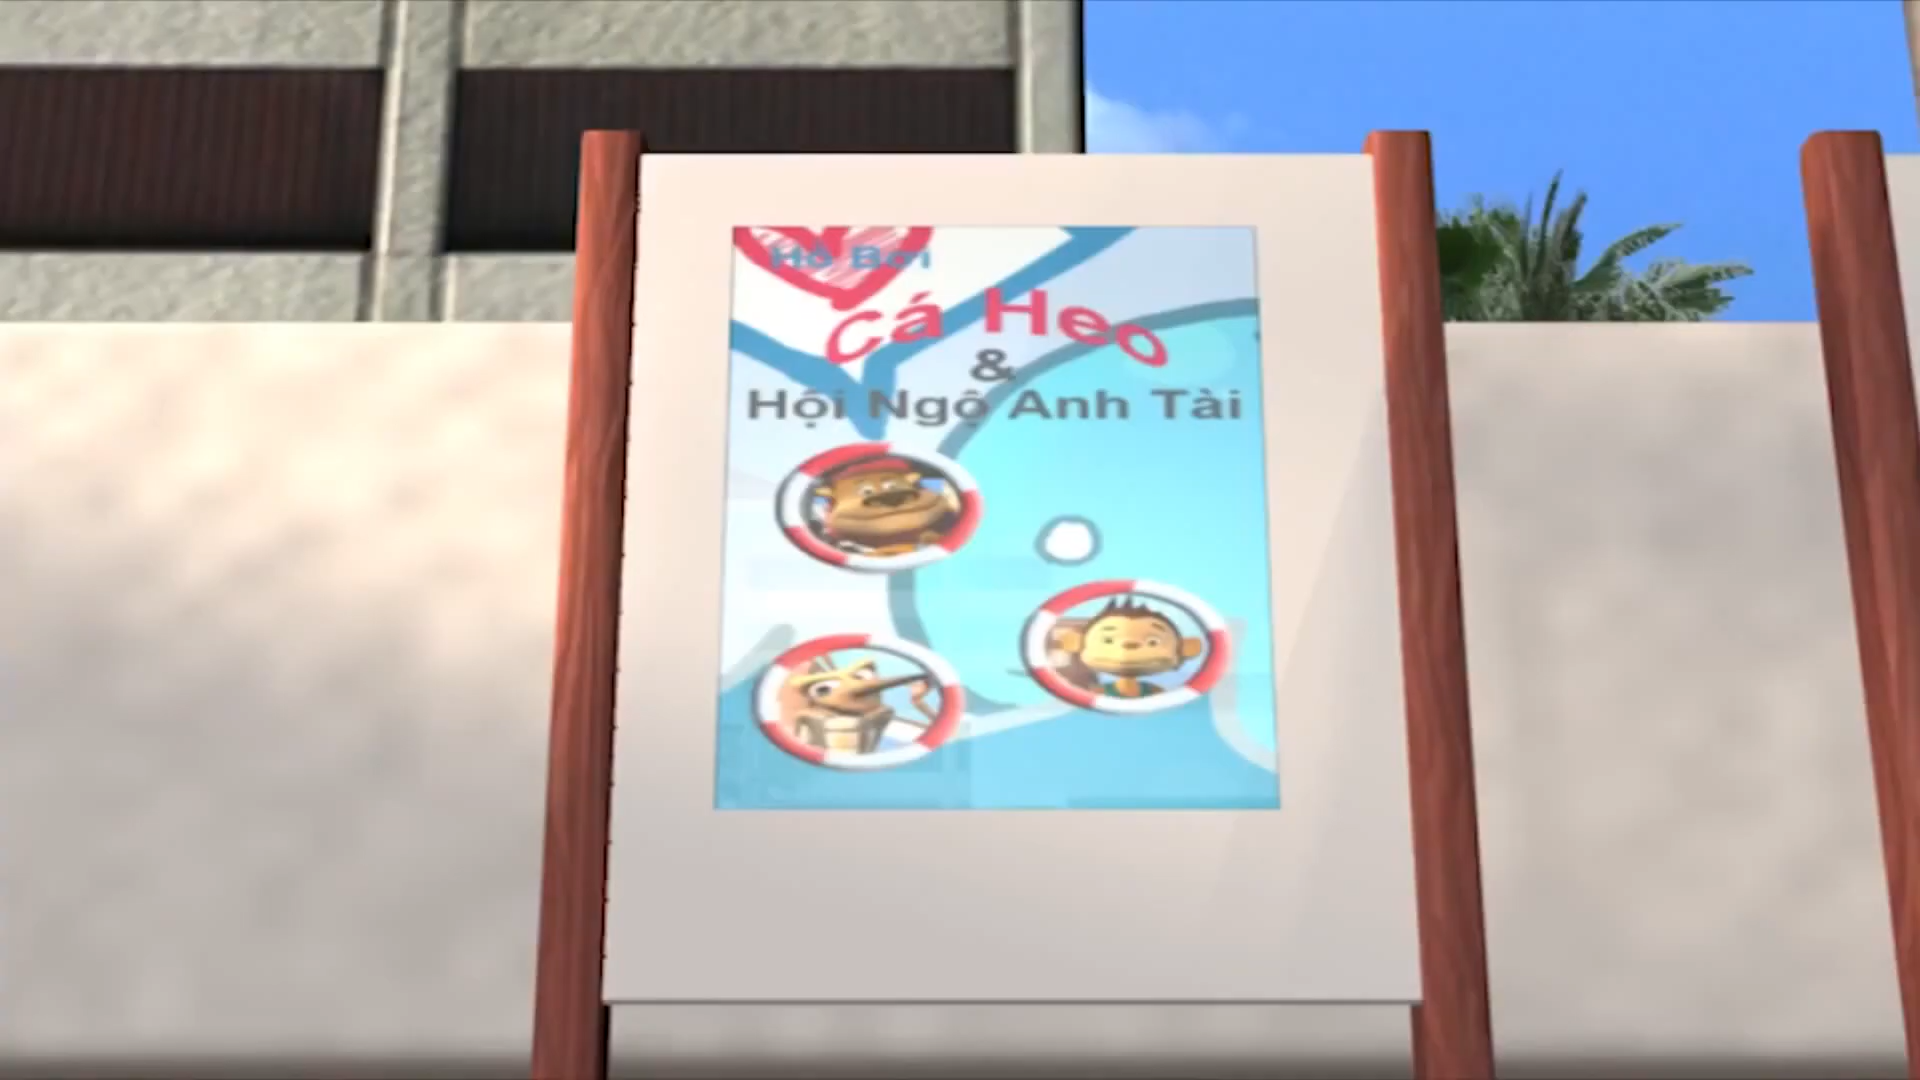 Hồ Bơi
Cá Heo
&
Hội Ngộ Anh Tài